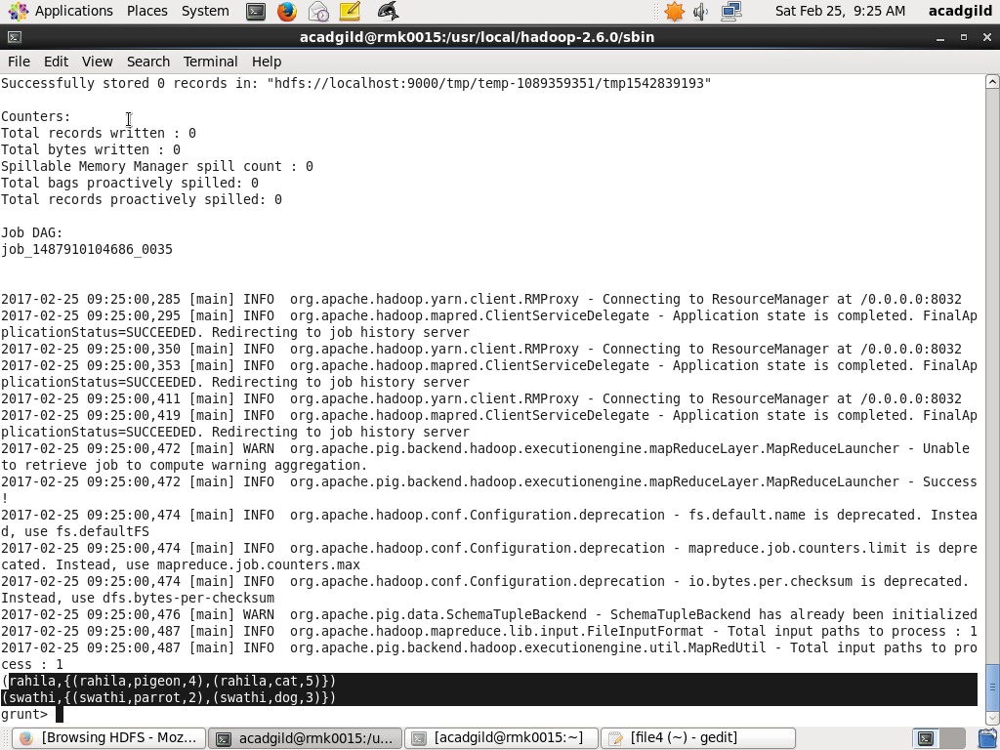 Applications Places System Sat Feb 25, 9:25 AM acadgild
acadgild@rmk0015:/usr/local/hadoop-2.6.0/sbin
File Edit View Search Terminal Help
Successfully stored 0 records in: "hdfs://localhost:9000/tmp/temp-1089359351/tmp1542839193"
Counters:
Total records written : 0
Total bytes written : 0
Spillable Memory Manager spill count : 0
Total bags proactively spilled: 0
Total records proactively spilled: 0
Job DAG:
job_1487910104686_0035
2017-02-25 09:25:00,285 [main] INFO  org.apache.hadoop.yarn.client.RMProxy - Connecting to ResourceManager at /0.0.0.0:8032
2017-02-25 09:25:00,295 [main] INFO  org.apache.hadoop.mapred.ClientServiceDelegate - Application state is completed. FinalAp
plicationStatus=SUCCEEDED. Redirecting to job history server
2017-02-25 09:25:00,350 [main] INFO  org.apache.hadoop.yarn.client.RMProxy - Connecting to ResourceManager at /0.0.0.0:8032
2017-02-25 09:25:00,353 [main] INFO  org.apache.hadoop.mapred.ClientServiceDelegate - Application state is completed. FinalAp
plicationStatus=SUCCEEDED. Redirecting to job history server
2017-02-25 09:25:00,411 [main] INFO  org.apache.hadoop.yarn.client.RMProxy - Connecting to ResourceManager at /0.0.0.0:8032
2017-02-25 09:25:00,419 [main] INFO  org.apache.hadoop.mapred.ClientServiceDelegate - Application state is completed. FinalAp
plicationStatus=SUCCEEDED. Redirecting to job history server
2017-02-25 09:25:00,472 [main] WARN  org.apache.pig.backend.hadoop.executionengine.mapReduceLayer.MapReduceLauncher - Unable
to retrieve job to compute warning aggregation.
2017-02-25 09:25:00,472 [main] INFO  org.apache.pig.backend.hadoop.executionengine.mapReduceLayer.MapReduceLauncher - Success
!
2017-02-25 09:25:00,474 [main] INFO  org.apache.hadoop.conf.Configuration.deprecation - fs.default.name is deprecated. Instea
d, use fs.defaultFS
2017-02-25 09:25:00,474 [main] INFO  org.apache.hadoop.conf.Configuration.deprecation - mapreduce.job.counters.limit is depre
cated. Instead, use mapreduce.job.counters.max
2017-02-25 09:25:00,474 [main] INFO  org.apache.hadoop.conf.Configuration.deprecation - io.bytes.per.checksum is deprecated.
Instead, use dfs.bytes-per-checksum
2017-02-25 09:25:00,476 [main] WARN  org.apache.pig.data.SchemaTupleBackend - SchemaTupleBackend has already been initialized
2017-02-25 09:25:00,487 [main] INFO  org.apache.hadoop.mapreduce.lib.input.FileInputFormat - Total input paths to process : 1
2017-02-25 09:25:00,487 [main] INFO  org.apache.pig.backend.hadoop.executionengine.util.MapRedUtil - Total input paths to pro
cess : 1
(rahila,{(rahila,pigeon,4),(rahila,cat,5)})
(swathi,{(swathi,parrot,2),(swathi,dog,3)})
grunt>
[Browsing HDFS - Moz... acadgild@rmk0015:/u... [acadgild@rmk0015:~] [file4 (~) - gedit]